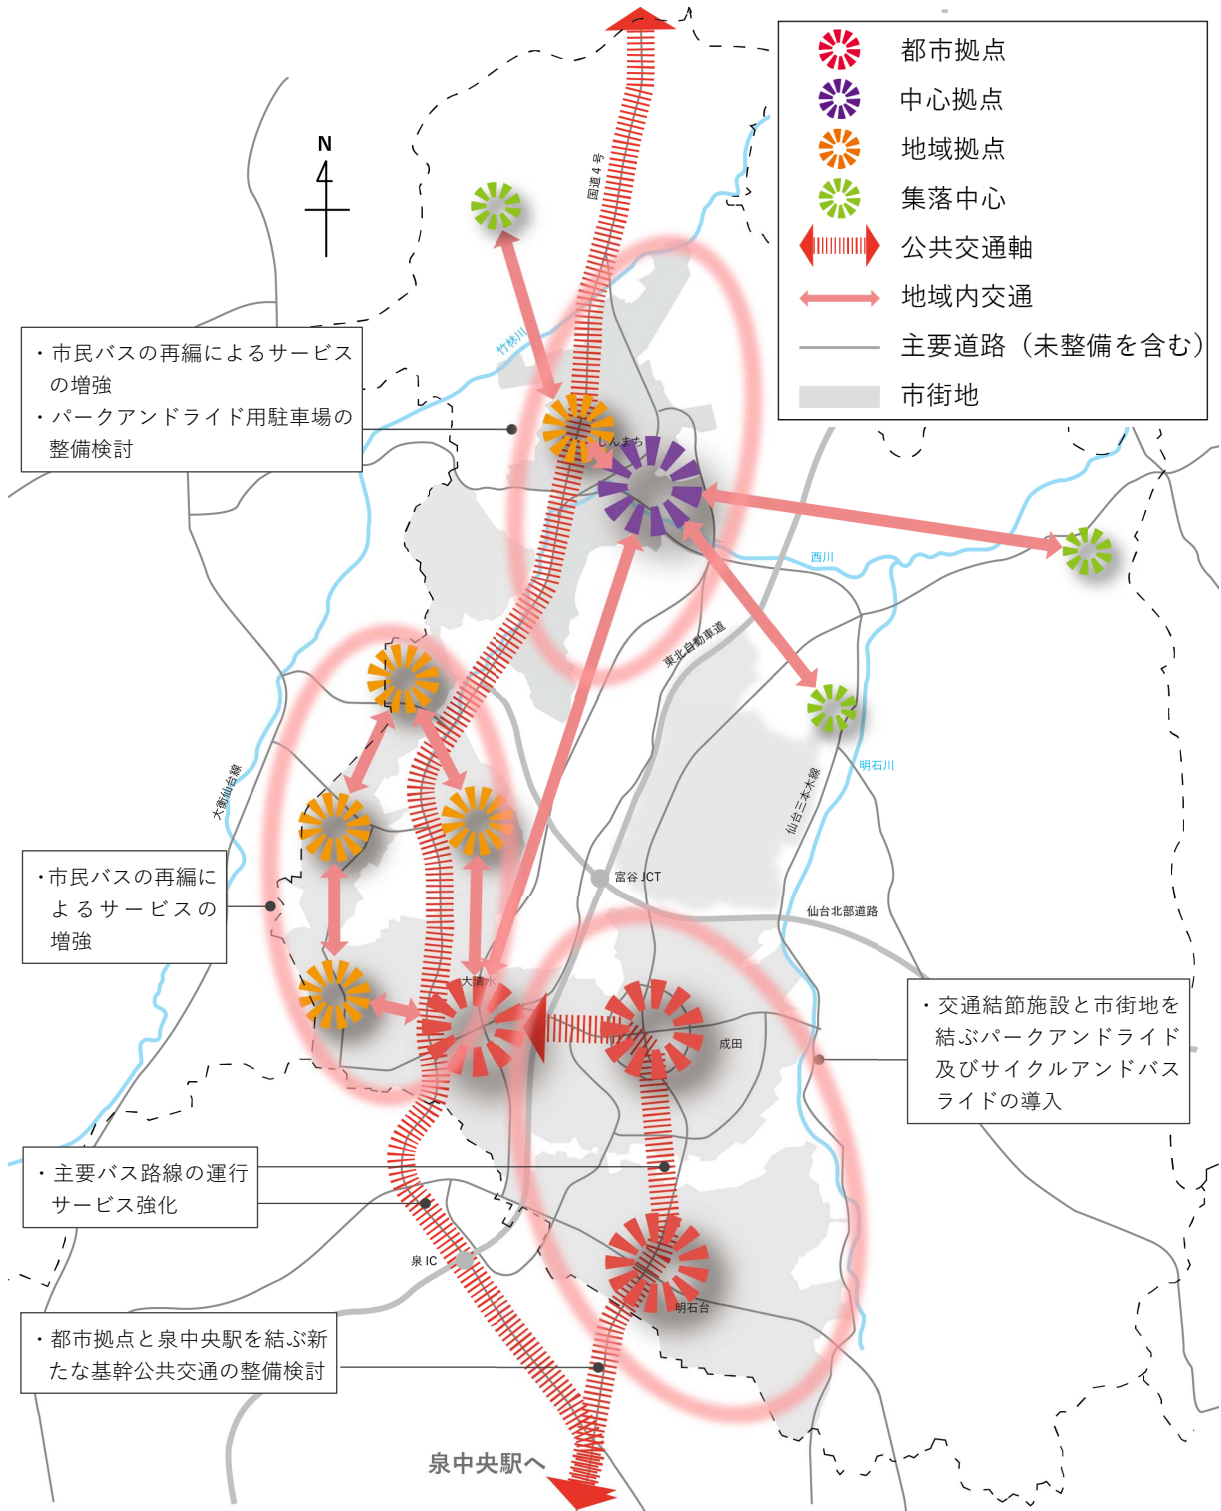 都市拠点
中心拠点
地域拠点
集落中心
公共交通軸
地域内交通
主要道路（未整備を含む）
市街地
N
国道4号
竹林川
・市民バスの再編によるサービス
の増強
・パークアンドライド用駐車場の
整備検討
しんまち
西川
東北自動車道
明石川
仙台三本木線
大衡仙台線
富谷JCT
仙台北部道路
・市民バスの再編に
よるサービスの
増強
大清水
成田
・交通結節施設と市街地を
結ぶパークアンドライド
及びサイクルアンドバス
ライドの導入
・主要バス路線の運行
サービス強化
泉IC
明石台
・都市拠点と泉中央駅を結ぶ新
たな基幹公共交通の整備検討
泉中央駅へ